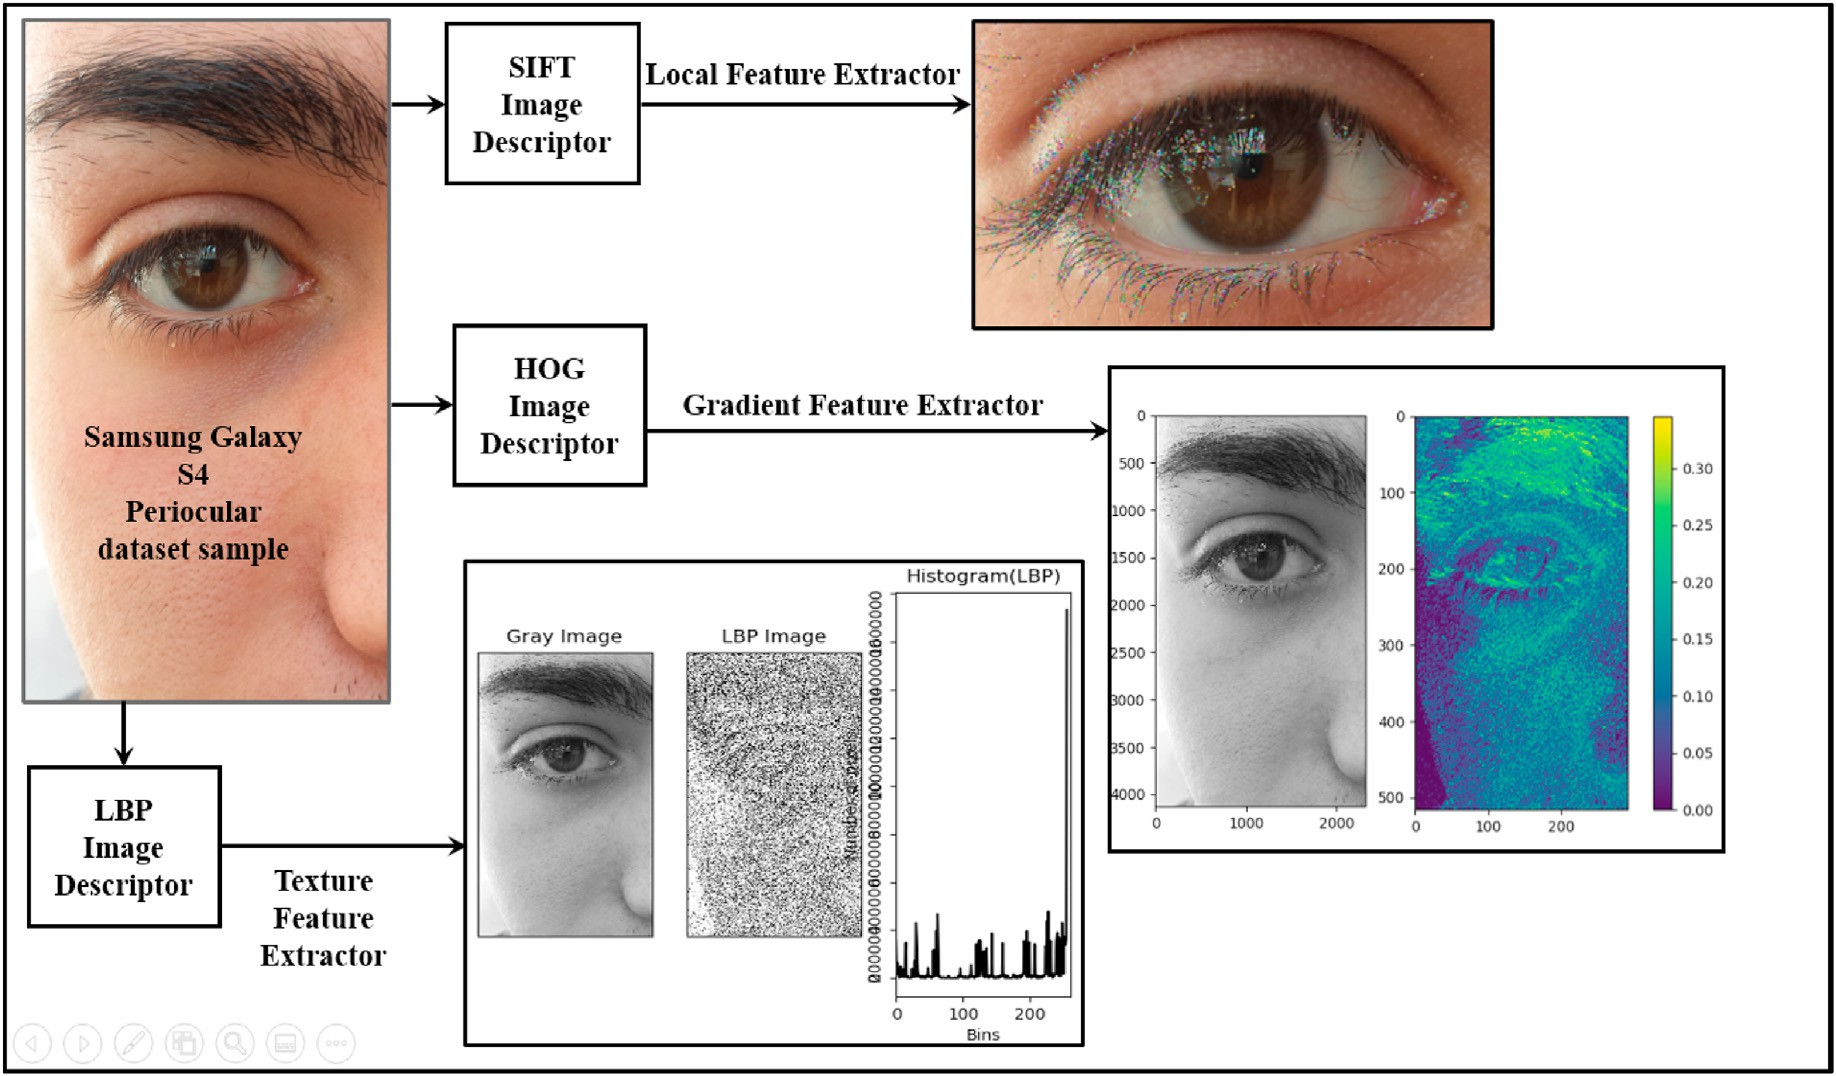 SIFT
Image
Descriptor
Local Feature Extractor
HOG
Image
Descriptor
Gradient Feature Extractor
Samsung Galaxy
S4
Periocular
dataset sample
LBP
Image
Descriptor
Texture
Feature
Extractor
Gray Image
LBP Image
Histogram(LBP)
0 100 200
Bins
0
500
1000
1500
2000
2500
3000
3500
4000
0 1000 2000
0
100
200
300
400
500
0 100 200
0.30
0.25
0.20
0.15
0.10
0.05
0.00